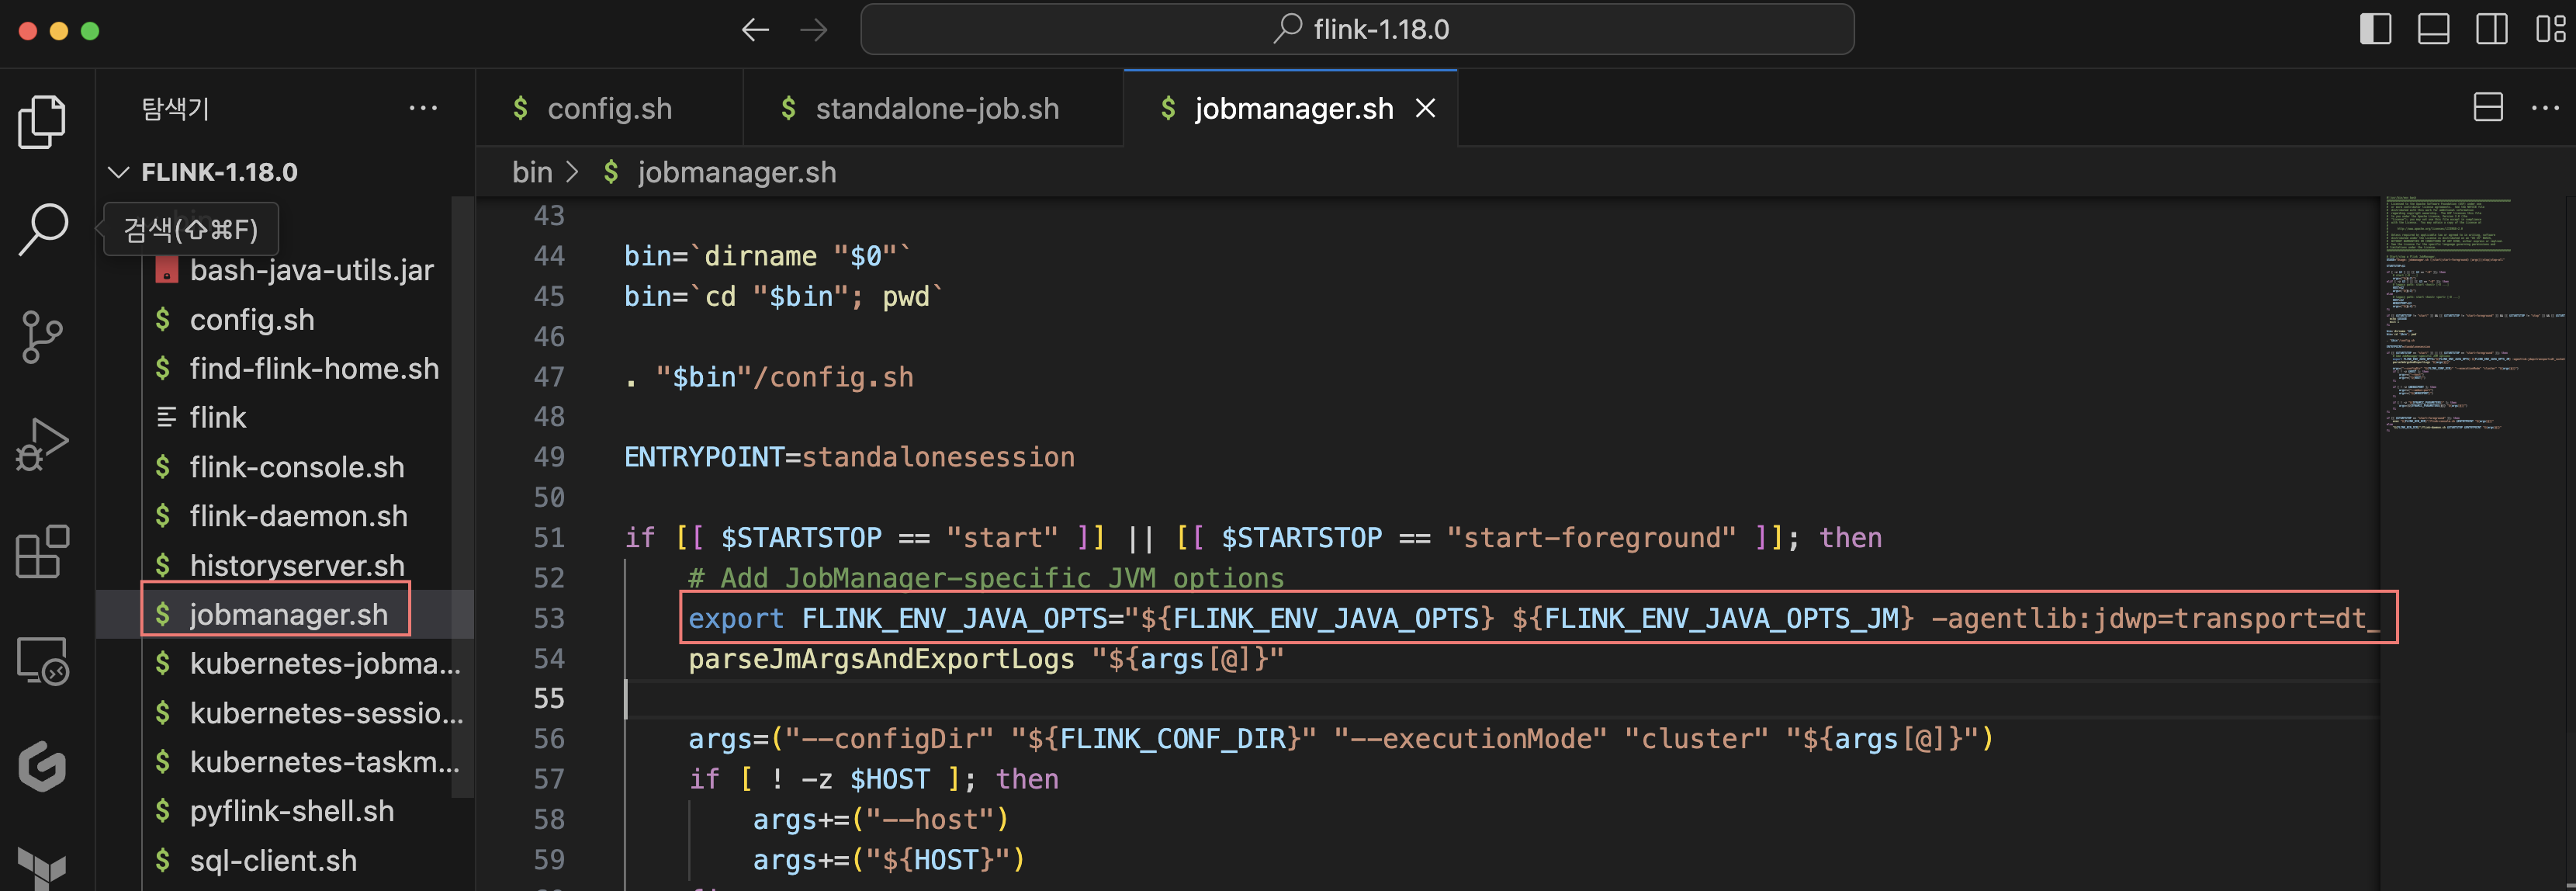 flink-1.18.0
탐색기
FLINK-1.18.0
검색(⇧⌘F)
bash-java-utils.jar
config.sh
find-flink-home.sh
flink
flink-console.sh
flink-daemon.sh
historyserver.sh
jobmanager.sh
kubernetes-jobma...
kubernetes-sessio...
kubernetes-taskm...
pyflink-shell.sh
sql-client.sh
$ config.sh
$ standalone-job.sh
$ jobmanager.sh
bin > $ jobmanager.sh
43
44 bin=`dirname "$0"`
45 bin=`cd "$bin"; pwd`
46
47 . "$bin"/config.sh
48
49 ENTRYPOINT=standalonesession
50
51 if [[ $STARTSTOP == "start" ]] || [[ $STARTSTOP == "start-foreground" ]]; then
52 # Add JobManager-specific JVM options
53 export FLINK_ENV_JAVA_OPTS="${FLINK_ENV_JAVA_OPTS} ${FLINK_ENV_JAVA_OPTS_JM} -agentlib:jdwp=transport=dt_
54 parseJmArgsAndExportLogs "${args[@]}"
55
56 args=("--configDir" "${FLINK_CONF_DIR}" "--executionMode" "cluster" "${args[@]}")
57 if [ ! -z $HOST ]; then
58 args+=("--host")
59 args+=("${HOST}")